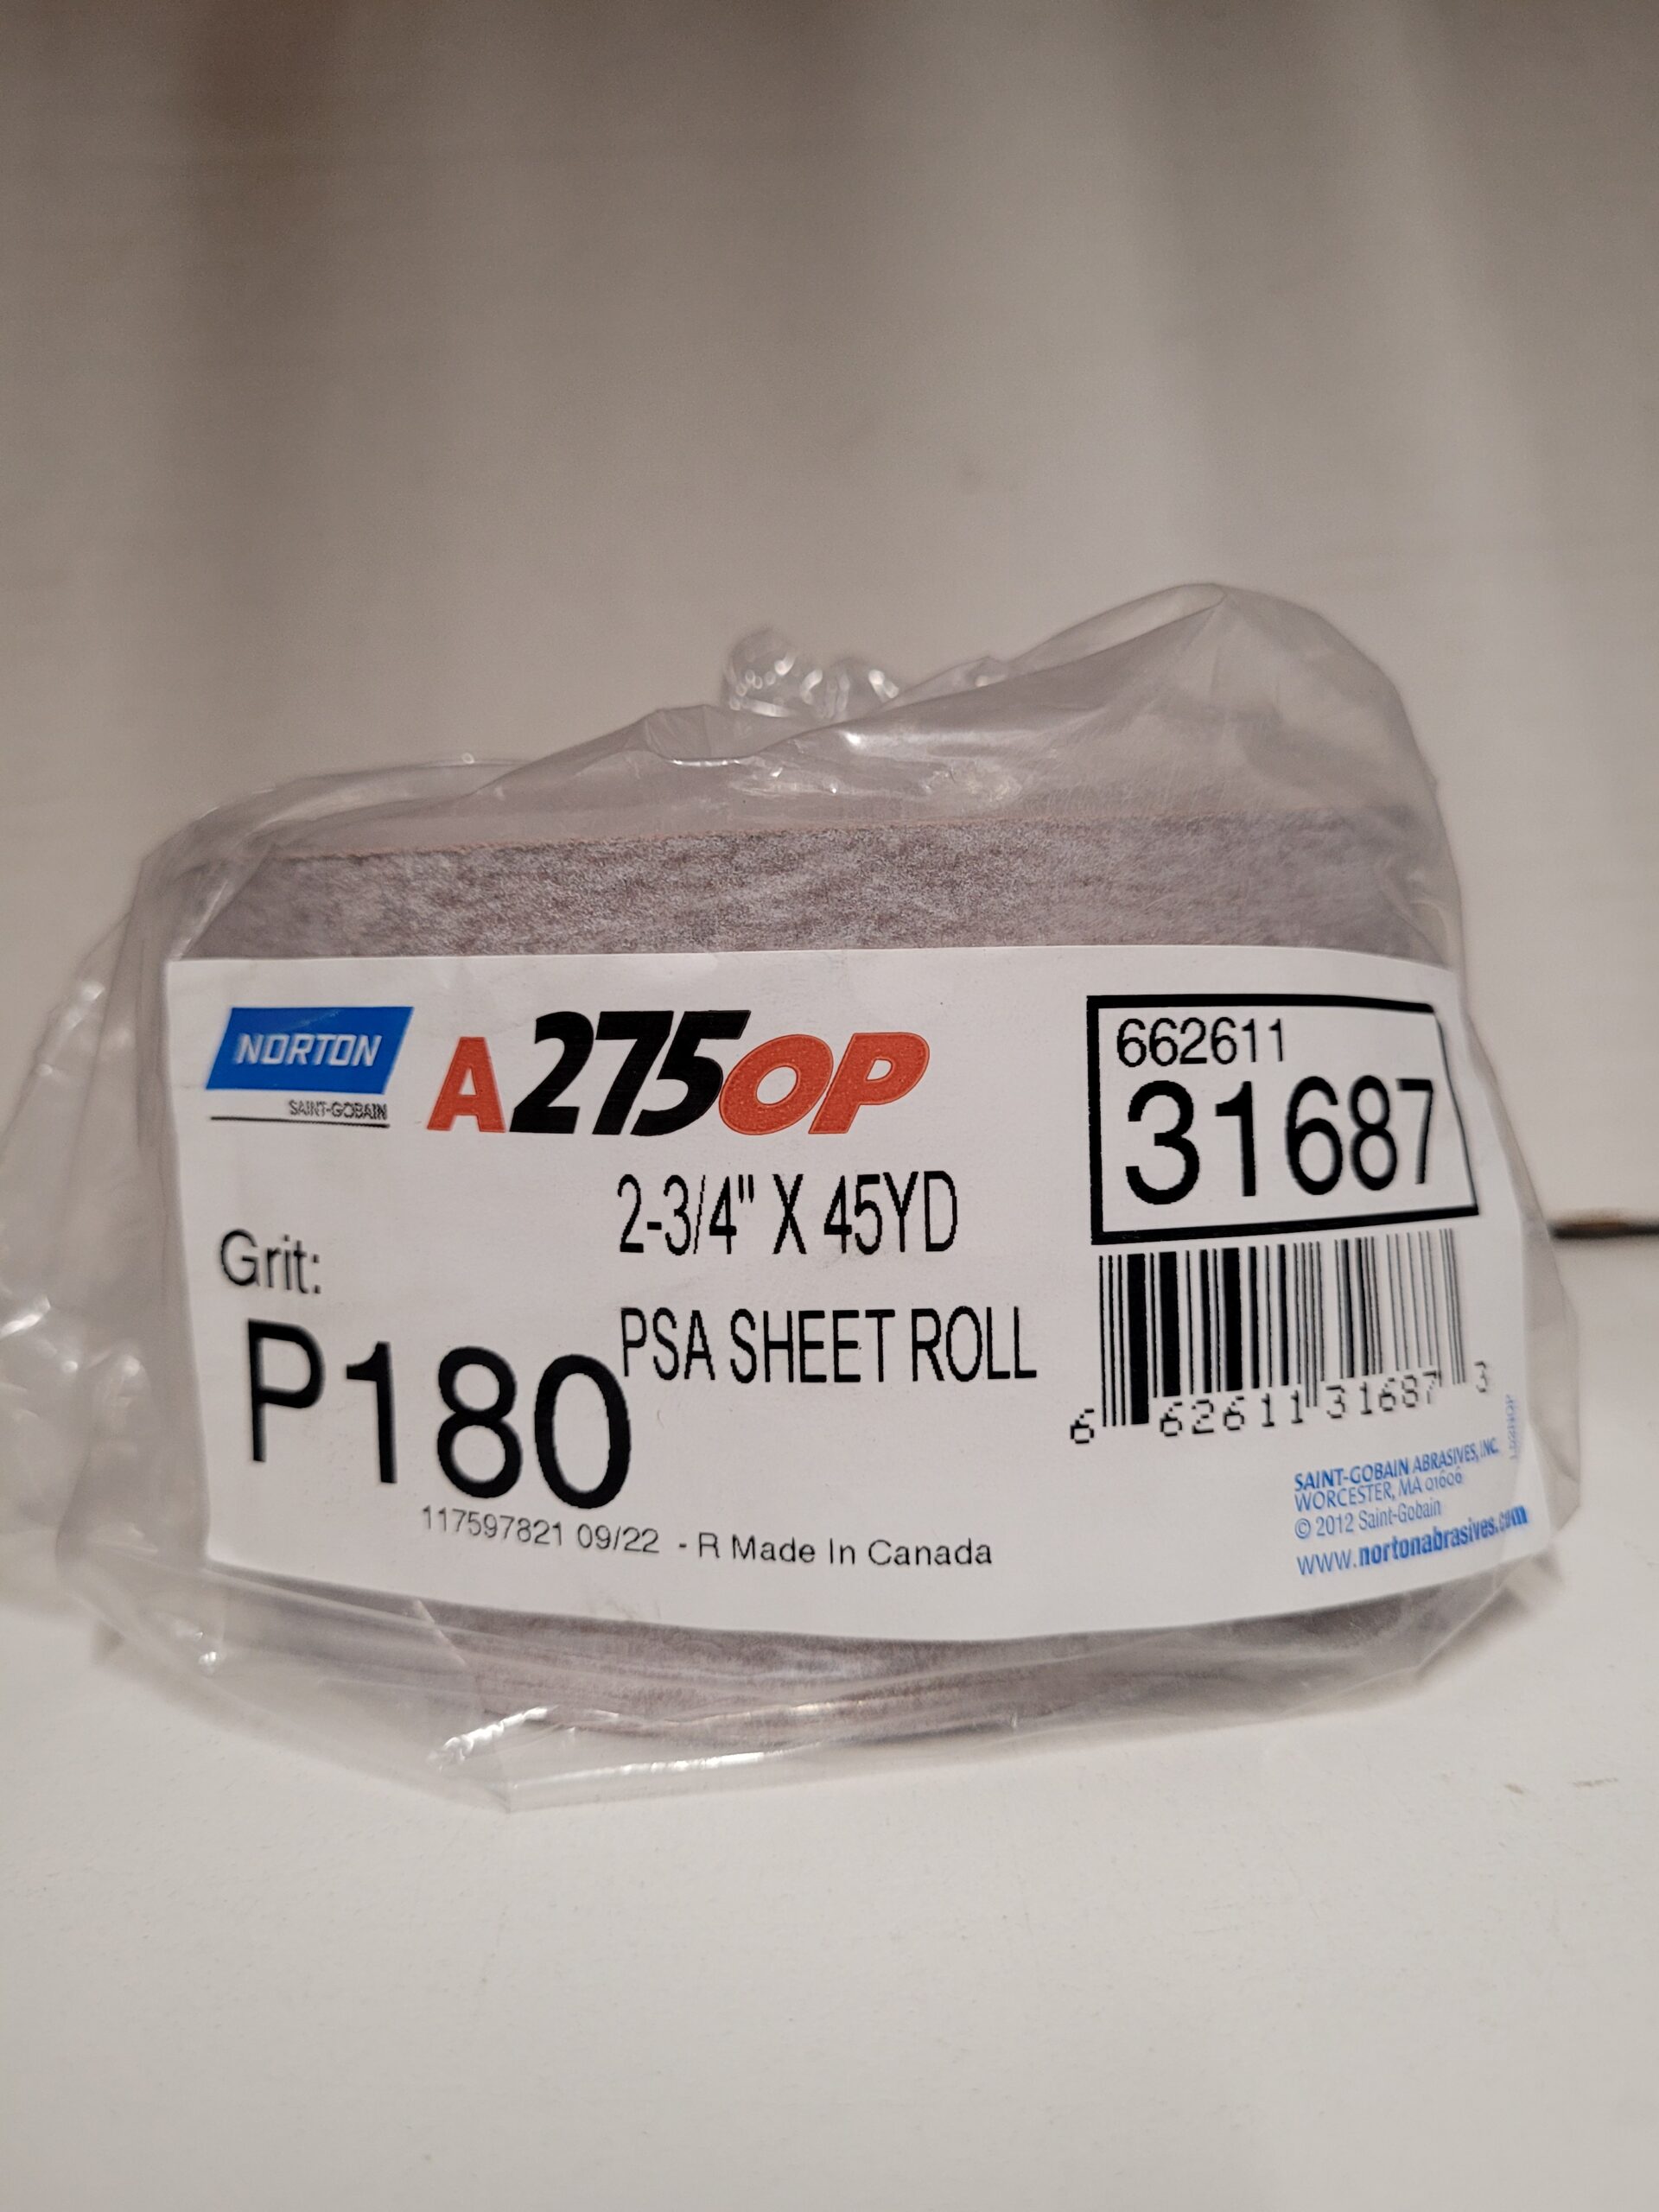 NORTON
SAINT-GOBAIN
A275OP
662611
31687
2-3/4" X 45YD
Grit:
P180
PSA SHEET ROLL
6 62611 31687 3
117597821 09/22 - R Made In Canada
SAINT-GOBAIN ABRASIVES, INC.
WORCESTER, MA 01606
© 2012 Saint-Gobain
www.nortonabrasives.com